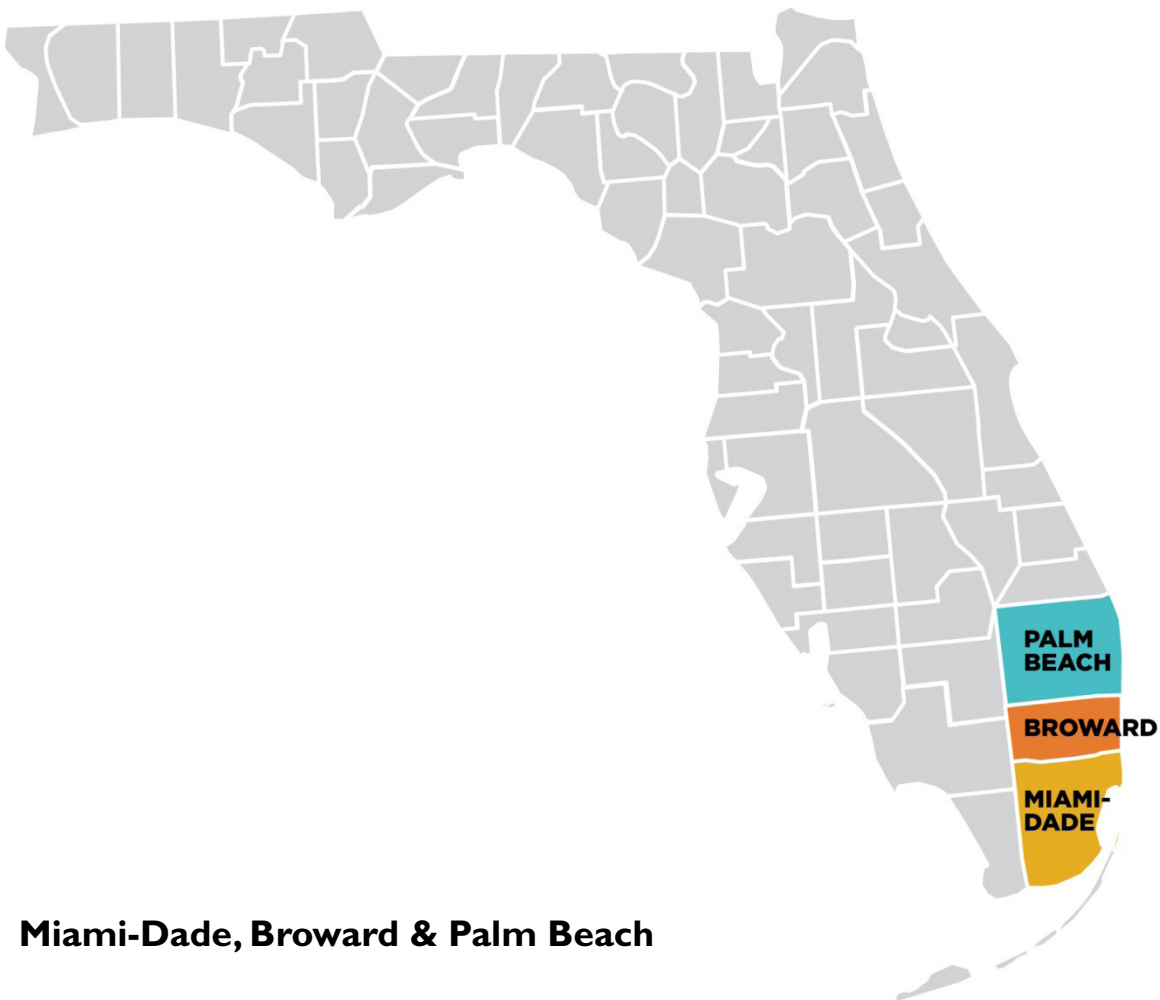 PALM
BEACH
BROWARD
MIAMI-
DADE
Miami-Dade, Broward & Palm Beach